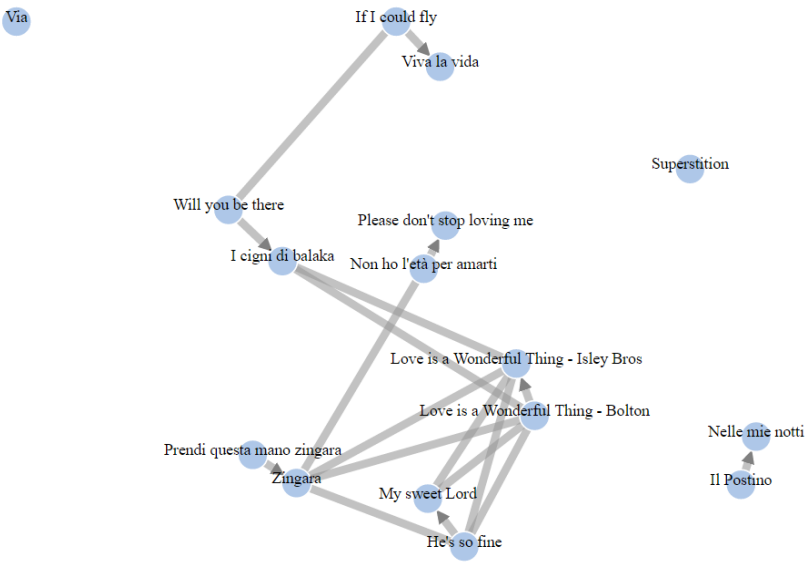 Via
If I could fly
Viva la vida
Superstition
Will you be there
Please don't stop loving me
I cigni di balaka
Non ho l'età per amarti
Love is a Wonderful Thing - Isley Bros
Love is a Wonderful Thing - Bolton
Nelle mie notti
Prendi questa mano zingara
Zingara
Il Postino
My sweet Lord
He's so fine